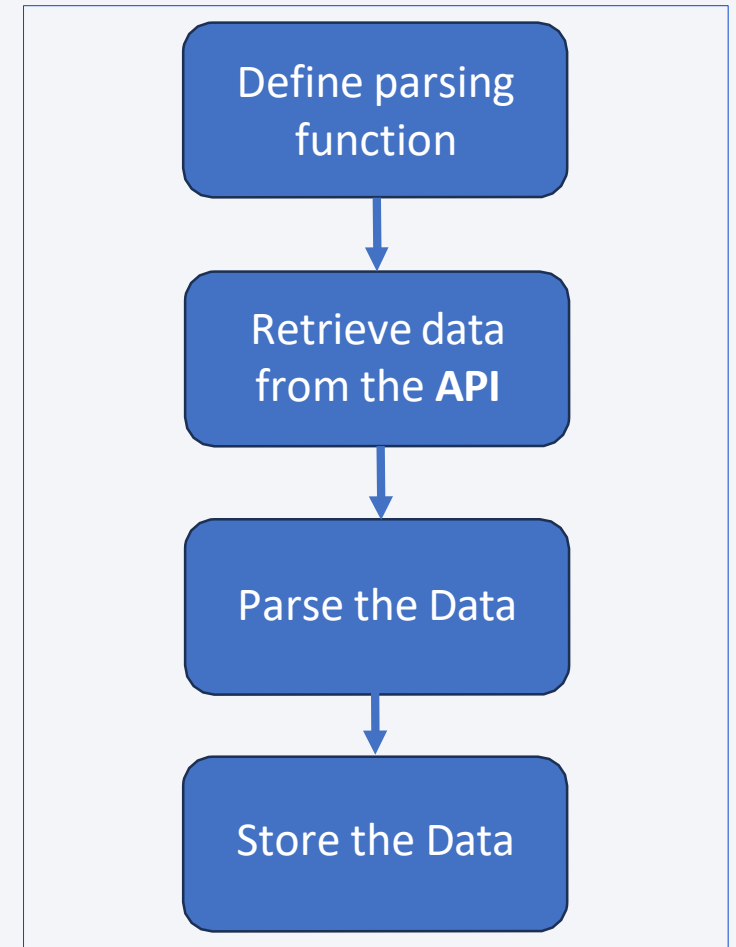 Define parsing
function
Retrieve data
from the API
Parse the Data
Store the Data